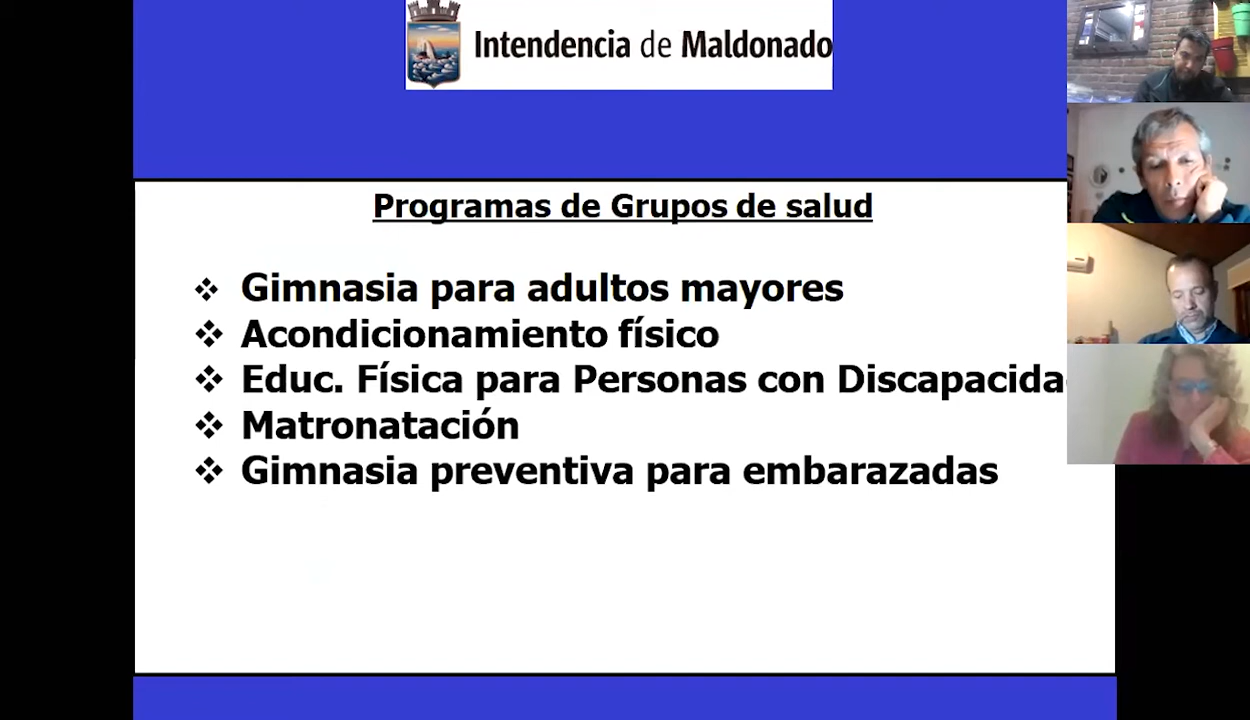 Intendencia de Maldonado
Programas de Grupos de salud
Gimnasia para adultos mayores
Acondicionamiento físico
Educ. Física para Personas con
Matronatación
Gimnasia preventiva para embarazadas